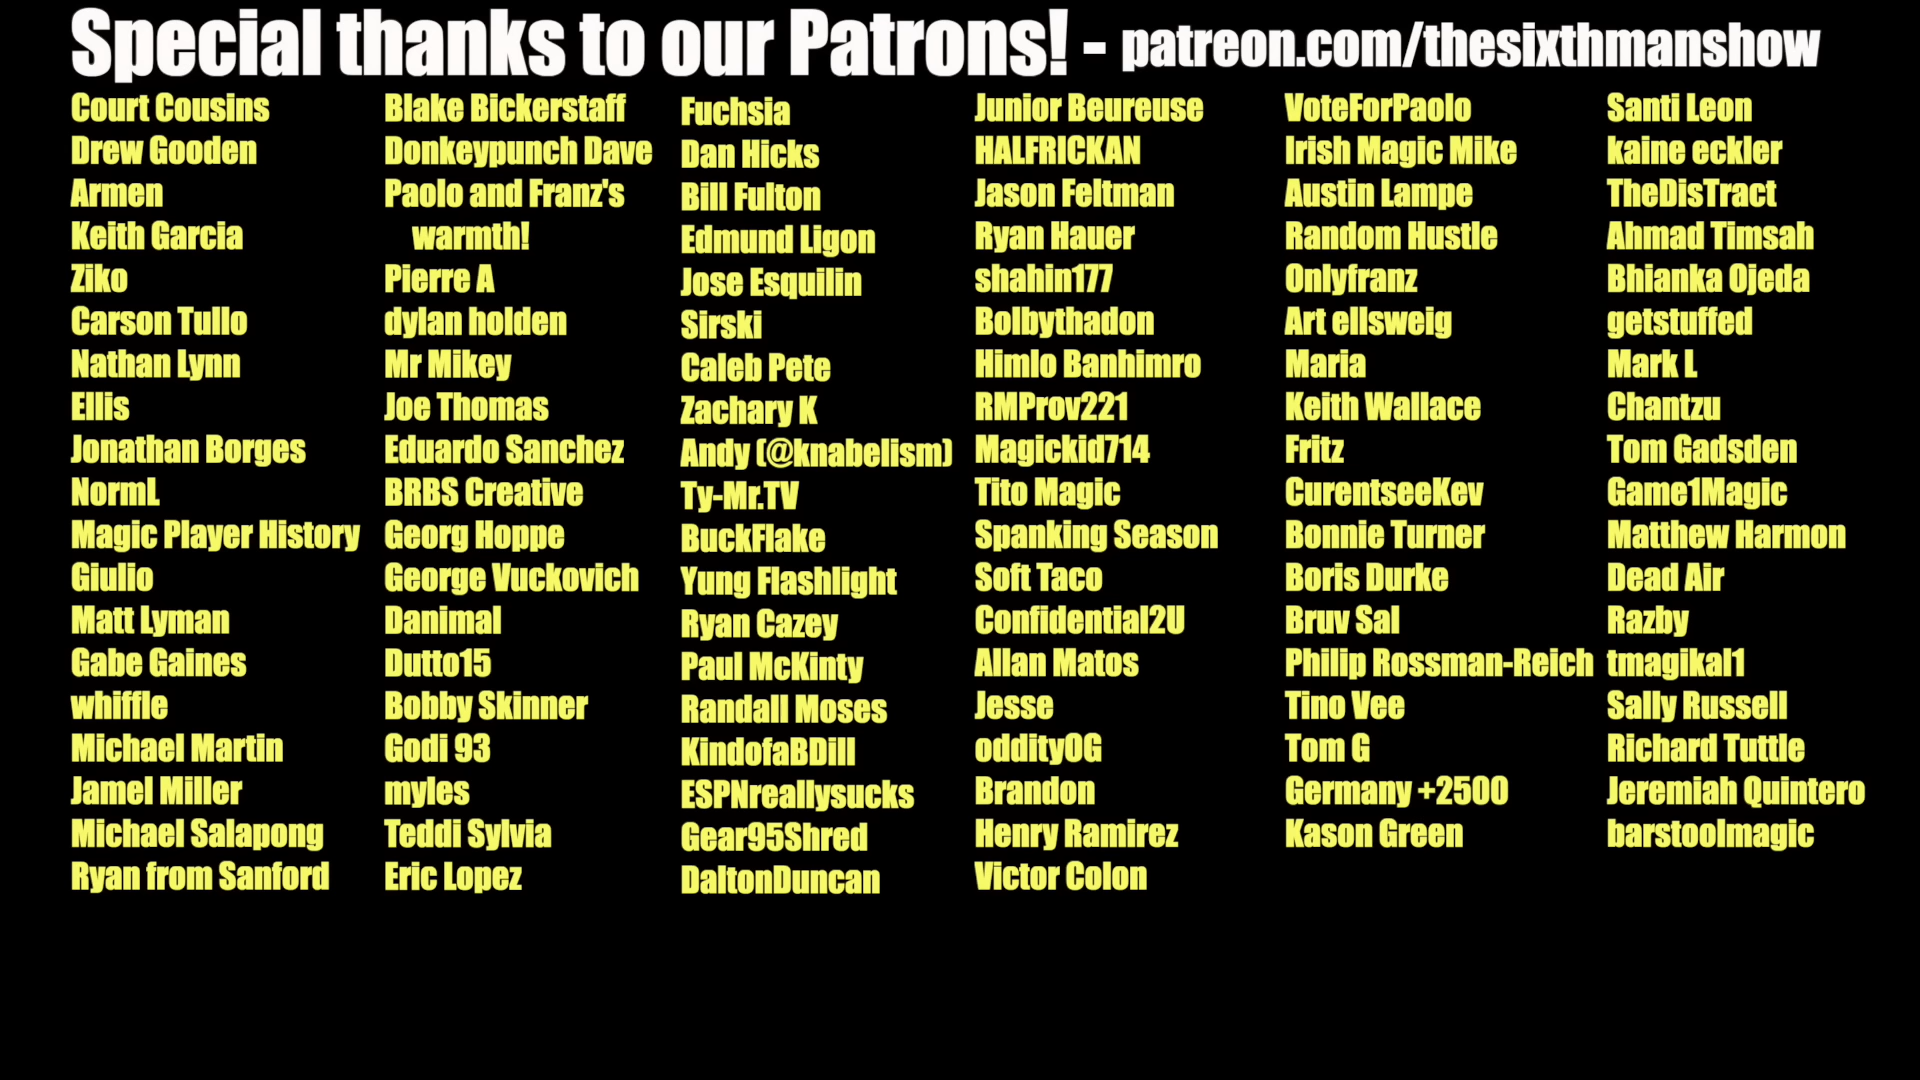 Special thanks to our Patrons! - patreon.com/thesixthmanshow
Court Cousins
Drew Gooden
Armen
Keith Garcia
Ziko
Carson Tullo
Nathan Lynn
Ellis
Jonathan Borges
NormL
Magic Player History
Giulio
Matt Lyman
Gabe Gaines
whiffle
Michael Martin
Jamel Miller
Michael Salapong
Ryan from Sanford
Blake Bickerstaff
Donkeypunch Dave
Paolo and Franz's
warmth!
Pierre A
dylan holden
Mr Mikey
Joe Thomas
Eduardo Sanchez
BRBS Creative
Georg Hoppe
George Vuckovich
Danimal
Dutto15
Bobby Skinner
Godi 93
myles
Teddi Sylvia
Eric Lopez
Fuchsia
Dan Hicks
Bill Fulton
Edmund Ligon
Jose Esquilin
Sirski
Caleb Pete
Zachary K
Andy (@knabelism)
Ty-Mr.TV
BuckFlake
Yung Flashlight
Ryan Cazey
Paul McKinty
Randall Moses
KindofaBDill
ESPNreallysucks
Gear95Shred
DaltonDuncan
Junior Beureuse
HALFRICKAN
Jason Feltman
Ryan Hauer
shahin177
Bolbythadon
Himlo Banhimro
RMProv221
Magickid714
Tito Magic
Spanking Season
Soft Taco
Confidential2U
Allan Matos
Jesse
oddityOG
Brandon
Henry Ramirez
Victor Colon
VoteForPaolo
Irish Magic Mike
Austin Lampe
Random Hustle
Onlyfranz
Art ellsweig
Maria
Keith Wallace
Fritz
CurentseeKev
Bonnie Turner
Boris Durke
Bruv Sal
Philip Rossman-Reich
Tino Vee
Tom G
Germany +2500
Kason Green
Santi Leon
kaine eckler
TheDisTract
Ahmad Timsah
Bhianka Ojeda
getstuffed
Mark L
Chantzu
Tom Gadsden
Game1Magic
Matthew Harmon
Dead Air
Razby
tmagikal1
Sally Russell
Richard Tuttle
Jeremiah Quintero
barstoolmagic